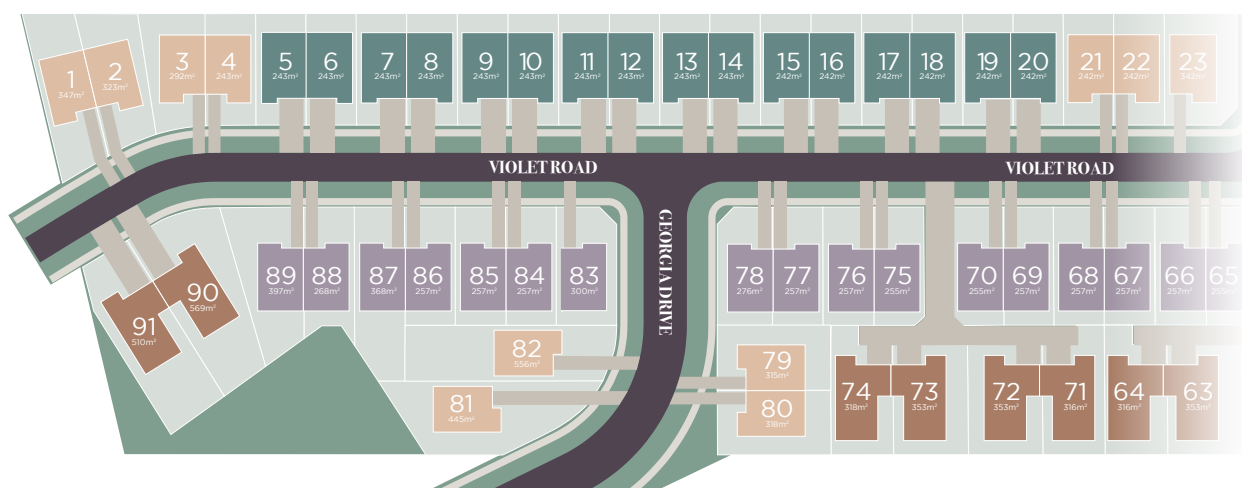 1
347m²
2
323m²
3
292m²
4
243m²
5
243m²
6
243m²
7
243m²
8
243m²
9
243m²
10
243m²
11
243m²
12
243m²
13
243m²
14
243m²
15
242m²
16
242m²
17
242m²
18
242m²
19
242m²
20
242m²
21
242m²
22
242m²
23
342m²
VIOLET ROAD
VIOLET ROAD
GEORGIA DRIVE
91
510m²
90
569m²
89
397m²
88
268m²
87
368m²
86
257m²
85
257m²
84
257m²
83
300m²
78
276m²
77
257m²
76
257m²
75
255m²
70
255m²
69
257m²
68
257m²
67
257m²
66
257m²
65
255m²
82
556m²
81
445m²
79
315m²
80
318m²
74
318m²
73
353m²
72
353m²
71
316m²
64
316m²
63
353m²